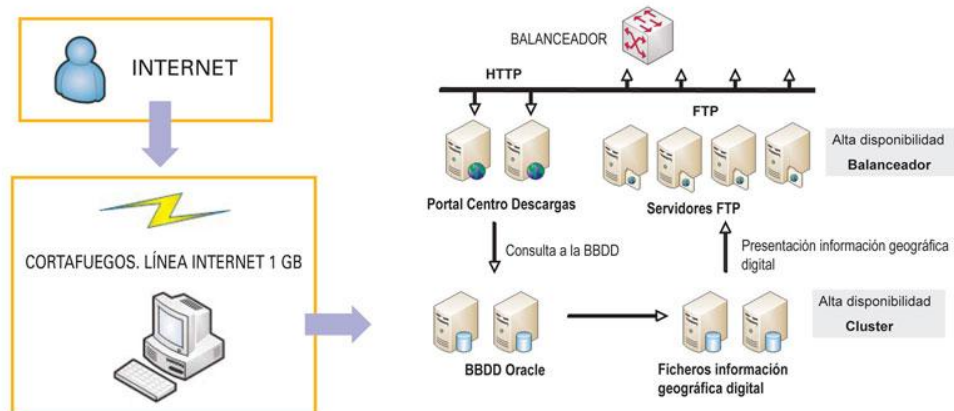 INTERNET
CORTAFUEGOS. LÍNEA INTERNET 1 GB
BALANCEADOR
HTTP
FTP
Portal Centro Descargas
Servidores FTP
Alta disponibilidad
Balanceador
Consulta a la BBDD
Presentación información geográfica
digital
BBDD Oracle
Ficheros información
geográfica digital
Alta disponibilidad
Cluster